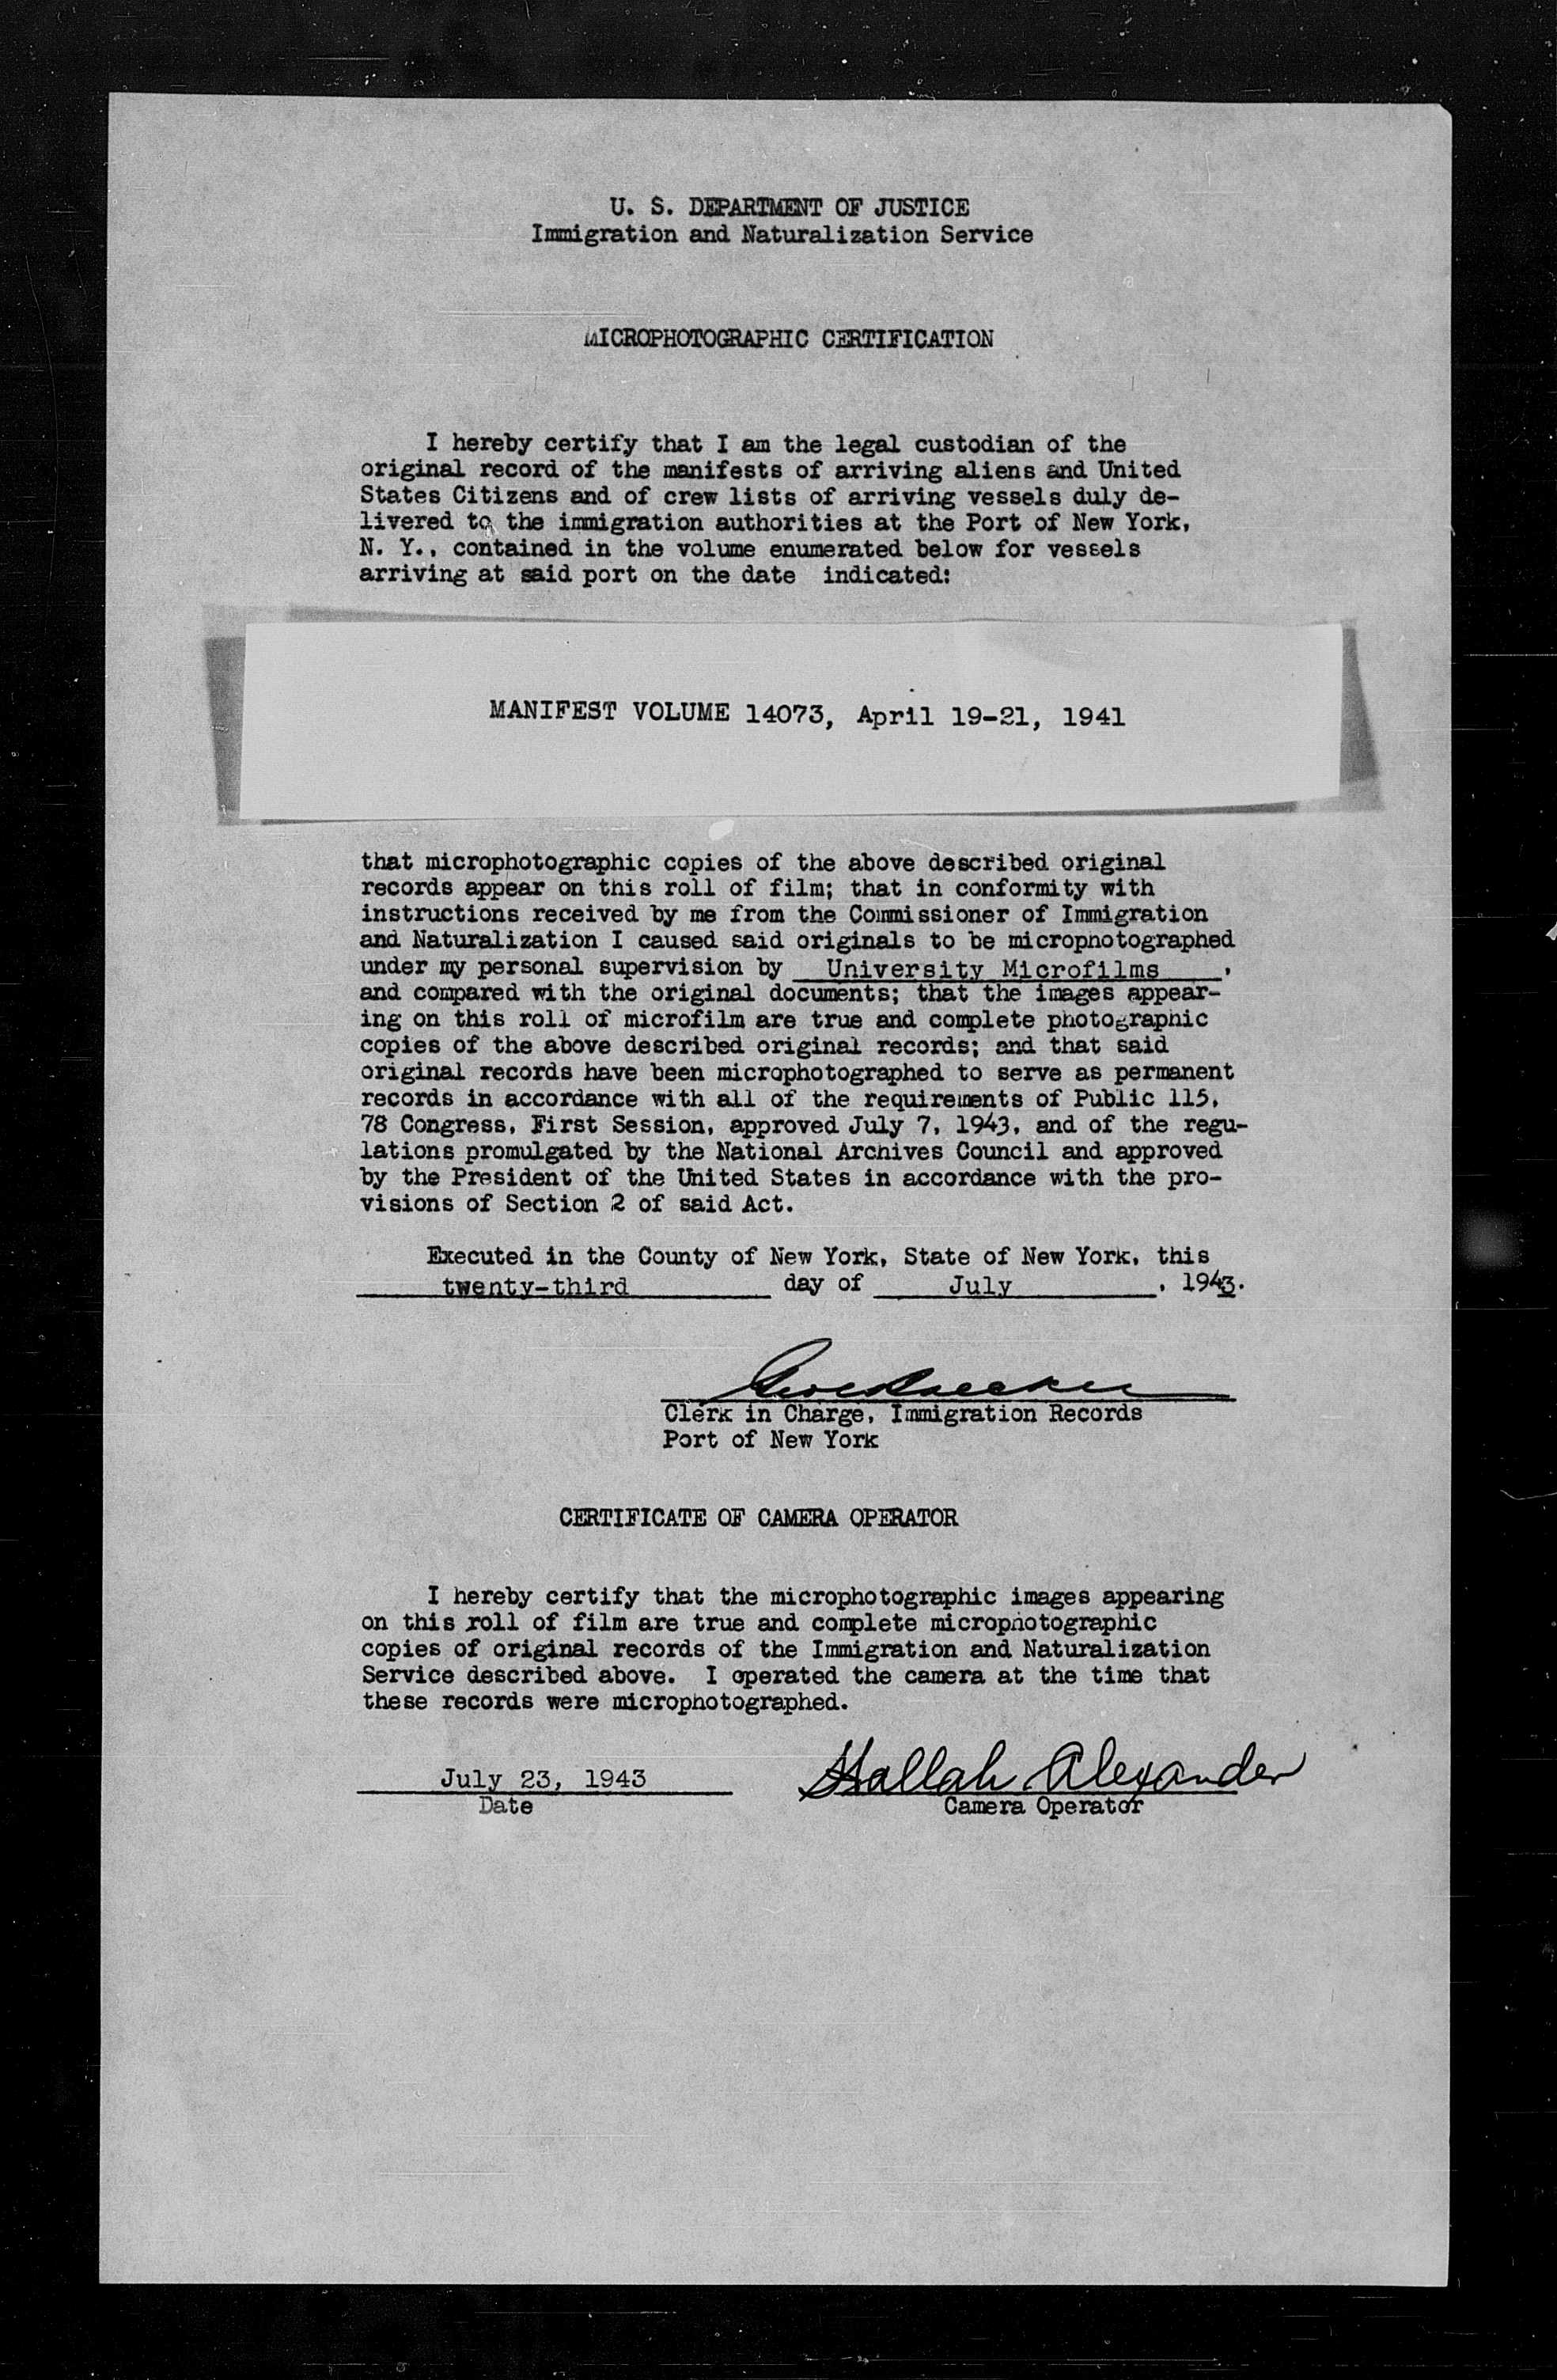 U. S. DEPARTMENT OF JUSTICE
Immigration and Naturalization Service
MICROPHOTOGRAPHIC CERTIFICATION
I hereby certify that I am the legal custodian of the
original record of the manifests of arriving aliens and United
States Citizens and of crew lists of arriving vessels duly de-
livered to the immigration authorities at the Port of New York,
N. Y., contained in the volume enumerated below for vessels
arriving at said port on the date indicated:
MANIFEST VOLUME 14073, April 19-21, 1941
that microphotographic copies of the above described original
records appear on this roll of film; that in conformity with
instructions received by me from the Commissioner of Immigration
and Naturalization I caused said originals to be microphotographed
under my personal supervision by University Microfilms,
and compared with the original documents; that the images appear-
ing on this roll of microfilm are true and complete photographic
copies of the above described original records; and that said
original records have been microphotographed to serve as permanent
records in accordance with all of the requirements of Public 115,
78 Congress, First Session, approved July 7, 1943, and of the regu-
lations promulgated by the National Archives Council and approved
by the President of the United States in accordance with the pro-
visions of Section 2 of said Act.
Executed in the County of New York, State of New York, this
twenty-third day of July, 1943.
Clerk in Charge, Immigration Records
Port of New York
CERTIFICATE OF CAMERA OPERATOR
I hereby certify that the microphotographic images appearing
on this roll of film are true and complete microphotographic
copies of original records of the Immigration and Naturalization
Service described above. I operated the camera at the time that
these records were microphotographed.
July 23, 1943 Hallah Alexander
Date Camera Operator